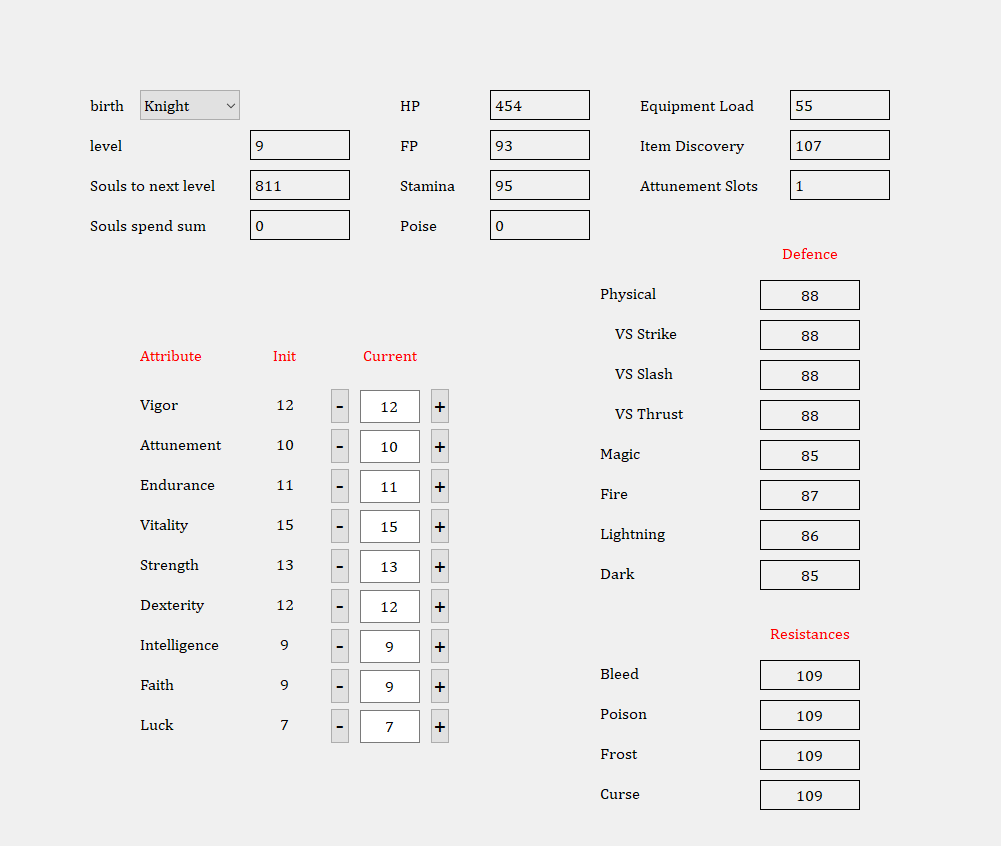 birth Knight HP 454 Equipment Load 55
level 9 FP 93 Item Discovery 107
Souls to next level 811 Stamina 95 Attunement Slots 1
Souls spend sum 0 Poise 0
Defence
Physical 88
VS Strike 88
VS Slash 88
VS Thrust 88
Magic 85
Fire 87
Lightning 86
Dark 85
Attribute Init Current
Vigor 12 - 12 +
Attunement 10 - 10 +
Endurance 11 - 11 +
Vitality 15 - 15 +
Strength 13 - 13 +
Dexterity 12 - 12 +
Intelligence 9 - 9 +
Faith 9 - 9 +
Luck 7 - 7 +
Resistances
Bleed 109
Poison 109
Frost 109
Curse 109